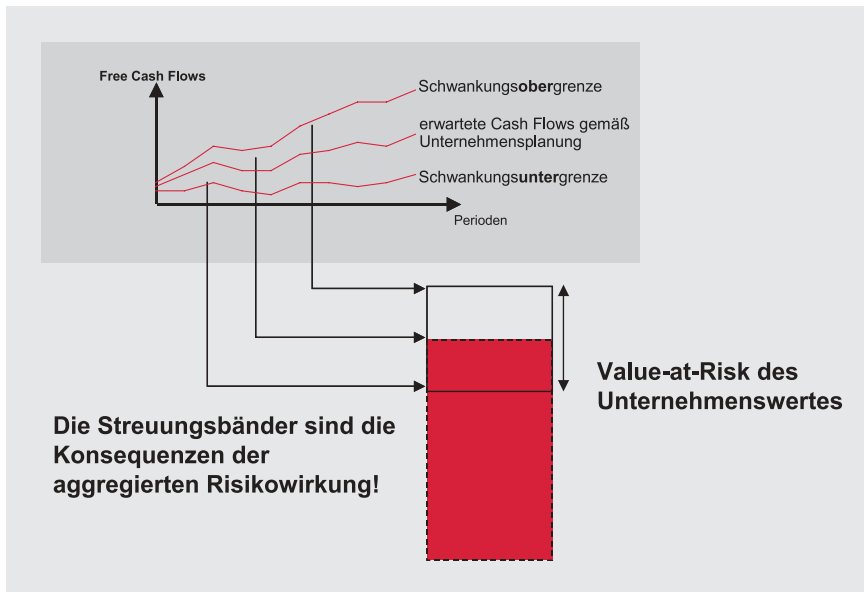 Free Cash Flows
Schwankungsobergrenze
erwartete Cash Flows gemäß
Unternehmensplanung
Schwankungsuntergrenze
Perioden
Value-at-Risk des
Unternehmenswertes
Die Streuungsbänder sind die
Konsequenzen der
aggregierten Risikowirkung!